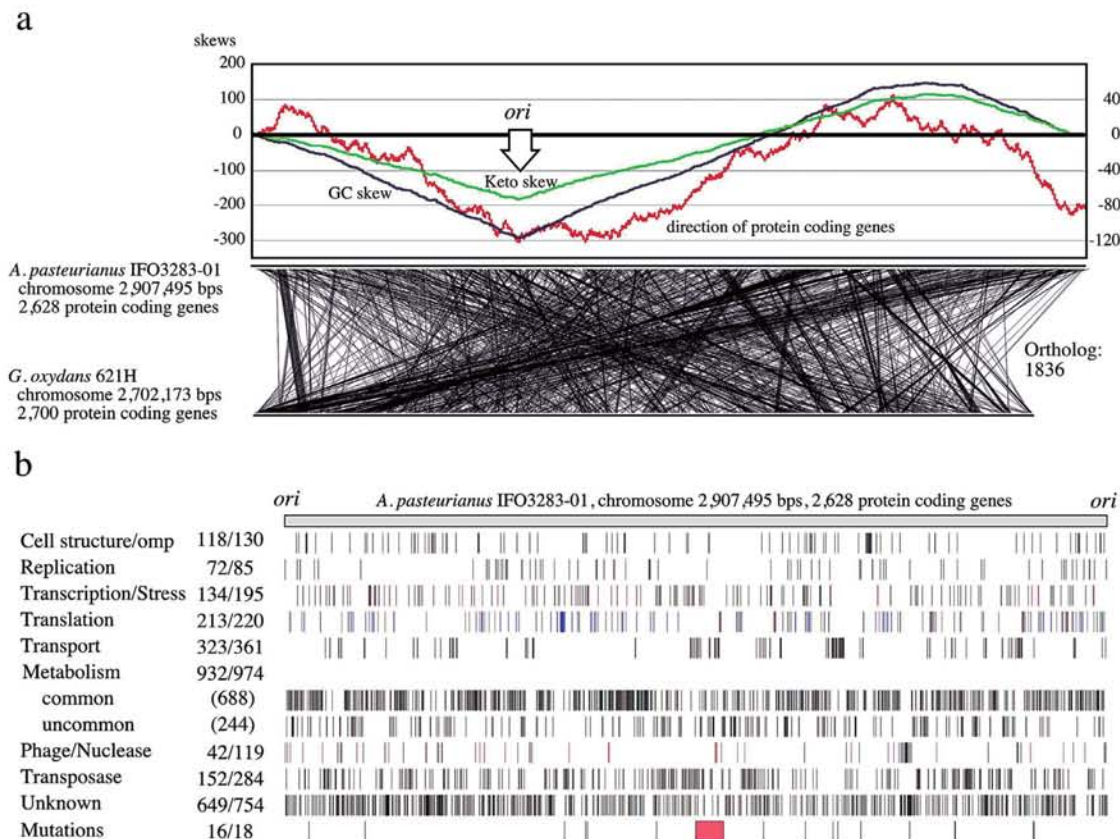 a
skews
200
100
0
-100
-200
-300
40
0
-40
-80
-120
ori
Keto skew
GC skew
direction of protein coding genes
A. pasteurianus IFO3283-01
chromosome 2,907,495 bps
2,628 protein coding genes
G. oxydans 621H
chromosome 2,702,173 bps
2,700 protein coding genes
Ortholog:
1836
b
ori A. pasteurianus IFO3283-01, chromosome 2,907,495 bps, 2,628 protein coding genes ori
Cell structure/omp 118/130
Replication 72/85
Transcription/Stress 134/195
Translation 213/220
Transport 323/361
Metabolism 932/974
common (688)
uncommon (244)
Phage/Nuclease 42/119
Transposase 152/284
Unknown 649/754
Mutations 16/18